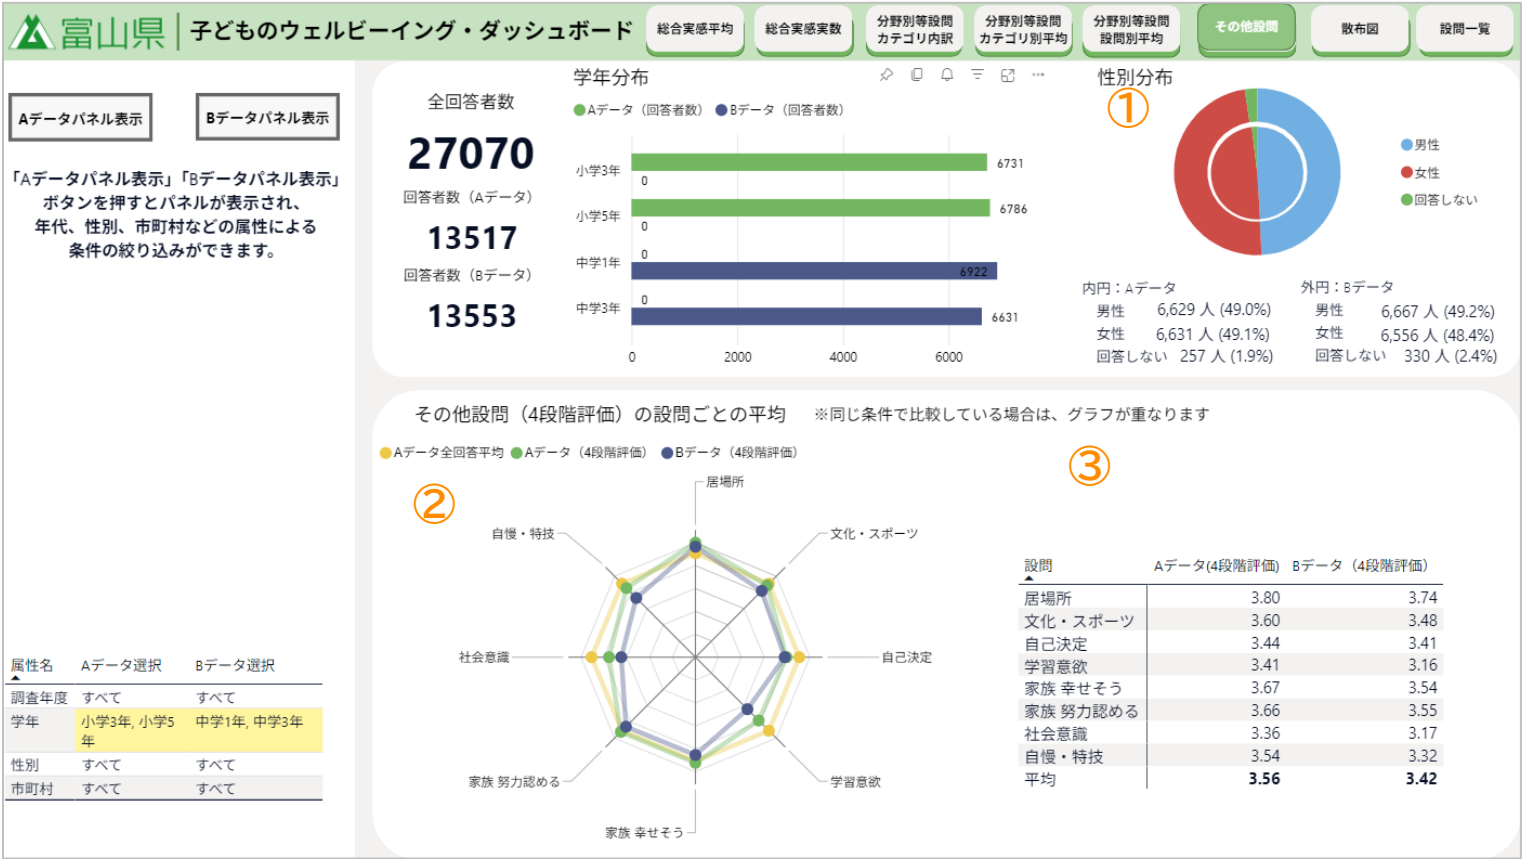 富山県 子どものウェルビーイング・ダッシュボード
総合実感平均
総合実感実数
分野別等設問
カテゴリ内訳
分野別等設問
カテゴリ別平均
分野別等設問
設問別平均
その他設問
散布図
設問一覧
Aデータパネル表示
Bデータパネル表示
「Aデータパネル表示」「Bデータパネル表示」
ボタンを押すとパネルが表示され、
年代、性別、市町村などの属性による
条件の絞り込みができます。
属性名 Aデータ選択 Bデータ選択
調査年度 すべて すべて
学年 小学3年, 小学5年 中学1年, 中学3年
性別 すべて すべて
市町村 すべて すべて
全回答者数
27070
回答者数（Aデータ）
13517
回答者数（Bデータ）
13553
学年分布
Aデータ（回答者数） Bデータ（回答者数）
小学3年 6731
0
小学5年 6786
0
中学1年 0
6922
中学3年 0
6631
0 2000 4000 6000
性別分布
①
男性
女性
回答しない
内円：Aデータ
男性 6,629 人 (49.0%)
女性 6,631 人 (49.1%)
回答しない 257 人 (1.9%)
外円：Bデータ
男性 6,667 人 (49.2%)
女性 6,556 人 (48.4%)
回答しない 330 人 (2.4%)
その他設問（4段階評価）の設問ごとの平均 ※同じ条件で比較している場合は、グラフが重なります
Aデータ全回答平均 Aデータ（4段階評価） Bデータ（4段階評価）
②
居場所
文化・スポーツ
自己決定
学習意欲
家族 幸せそう
家族 努力認める
社会意識
自慢・特技
③
設問 Aデータ(4段階評価) Bデータ（4段階評価）
居場所 3.80 3.74
文化・スポーツ 3.60 3.48
自己決定 3.44 3.41
学習意欲 3.41 3.16
家族 幸せそう 3.67 3.54
家族 努力認める 3.66 3.55
社会意識 3.36 3.17
自慢・特技 3.54 3.32
平均 3.56 3.42